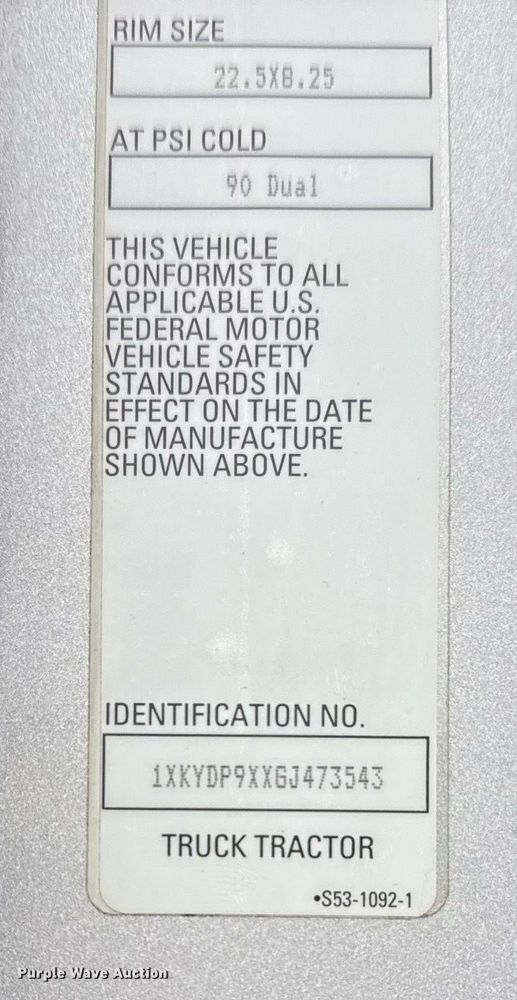 RIM SIZE
22.5X8.25
AT PSI COLD
90 Dual
THIS VEHICLE
CONFORMS TO ALL
APPLICABLE U.S.
FEDERAL MOTOR
VEHICLE SAFETY
STANDARDS IN
EFFECT ON THE DATE
OF MANUFACTURE
SHOWN ABOVE.
IDENTIFICATION NO.
1XKYDP9XXGJ473543
TRUCK TRACTOR
•S53-1092-1
Purple Wave Auction